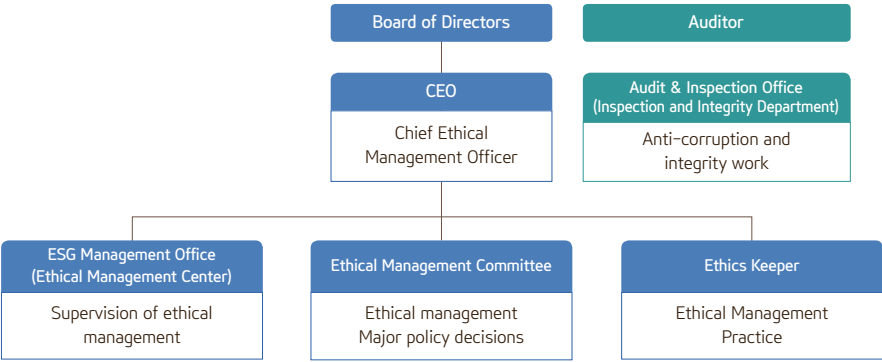 Board of Directors
Auditor
CEO
Chief Ethical
Management Officer
Audit & Inspection Office
(Inspection and Integrity Department)
Anti-corruption and
integrity work
ESG Management Office
(Ethical Management Center)
Supervision of ethical
management
Ethical Management Committee
Ethical management
Major policy decisions
Ethics Keeper
Ethical Management
Practice